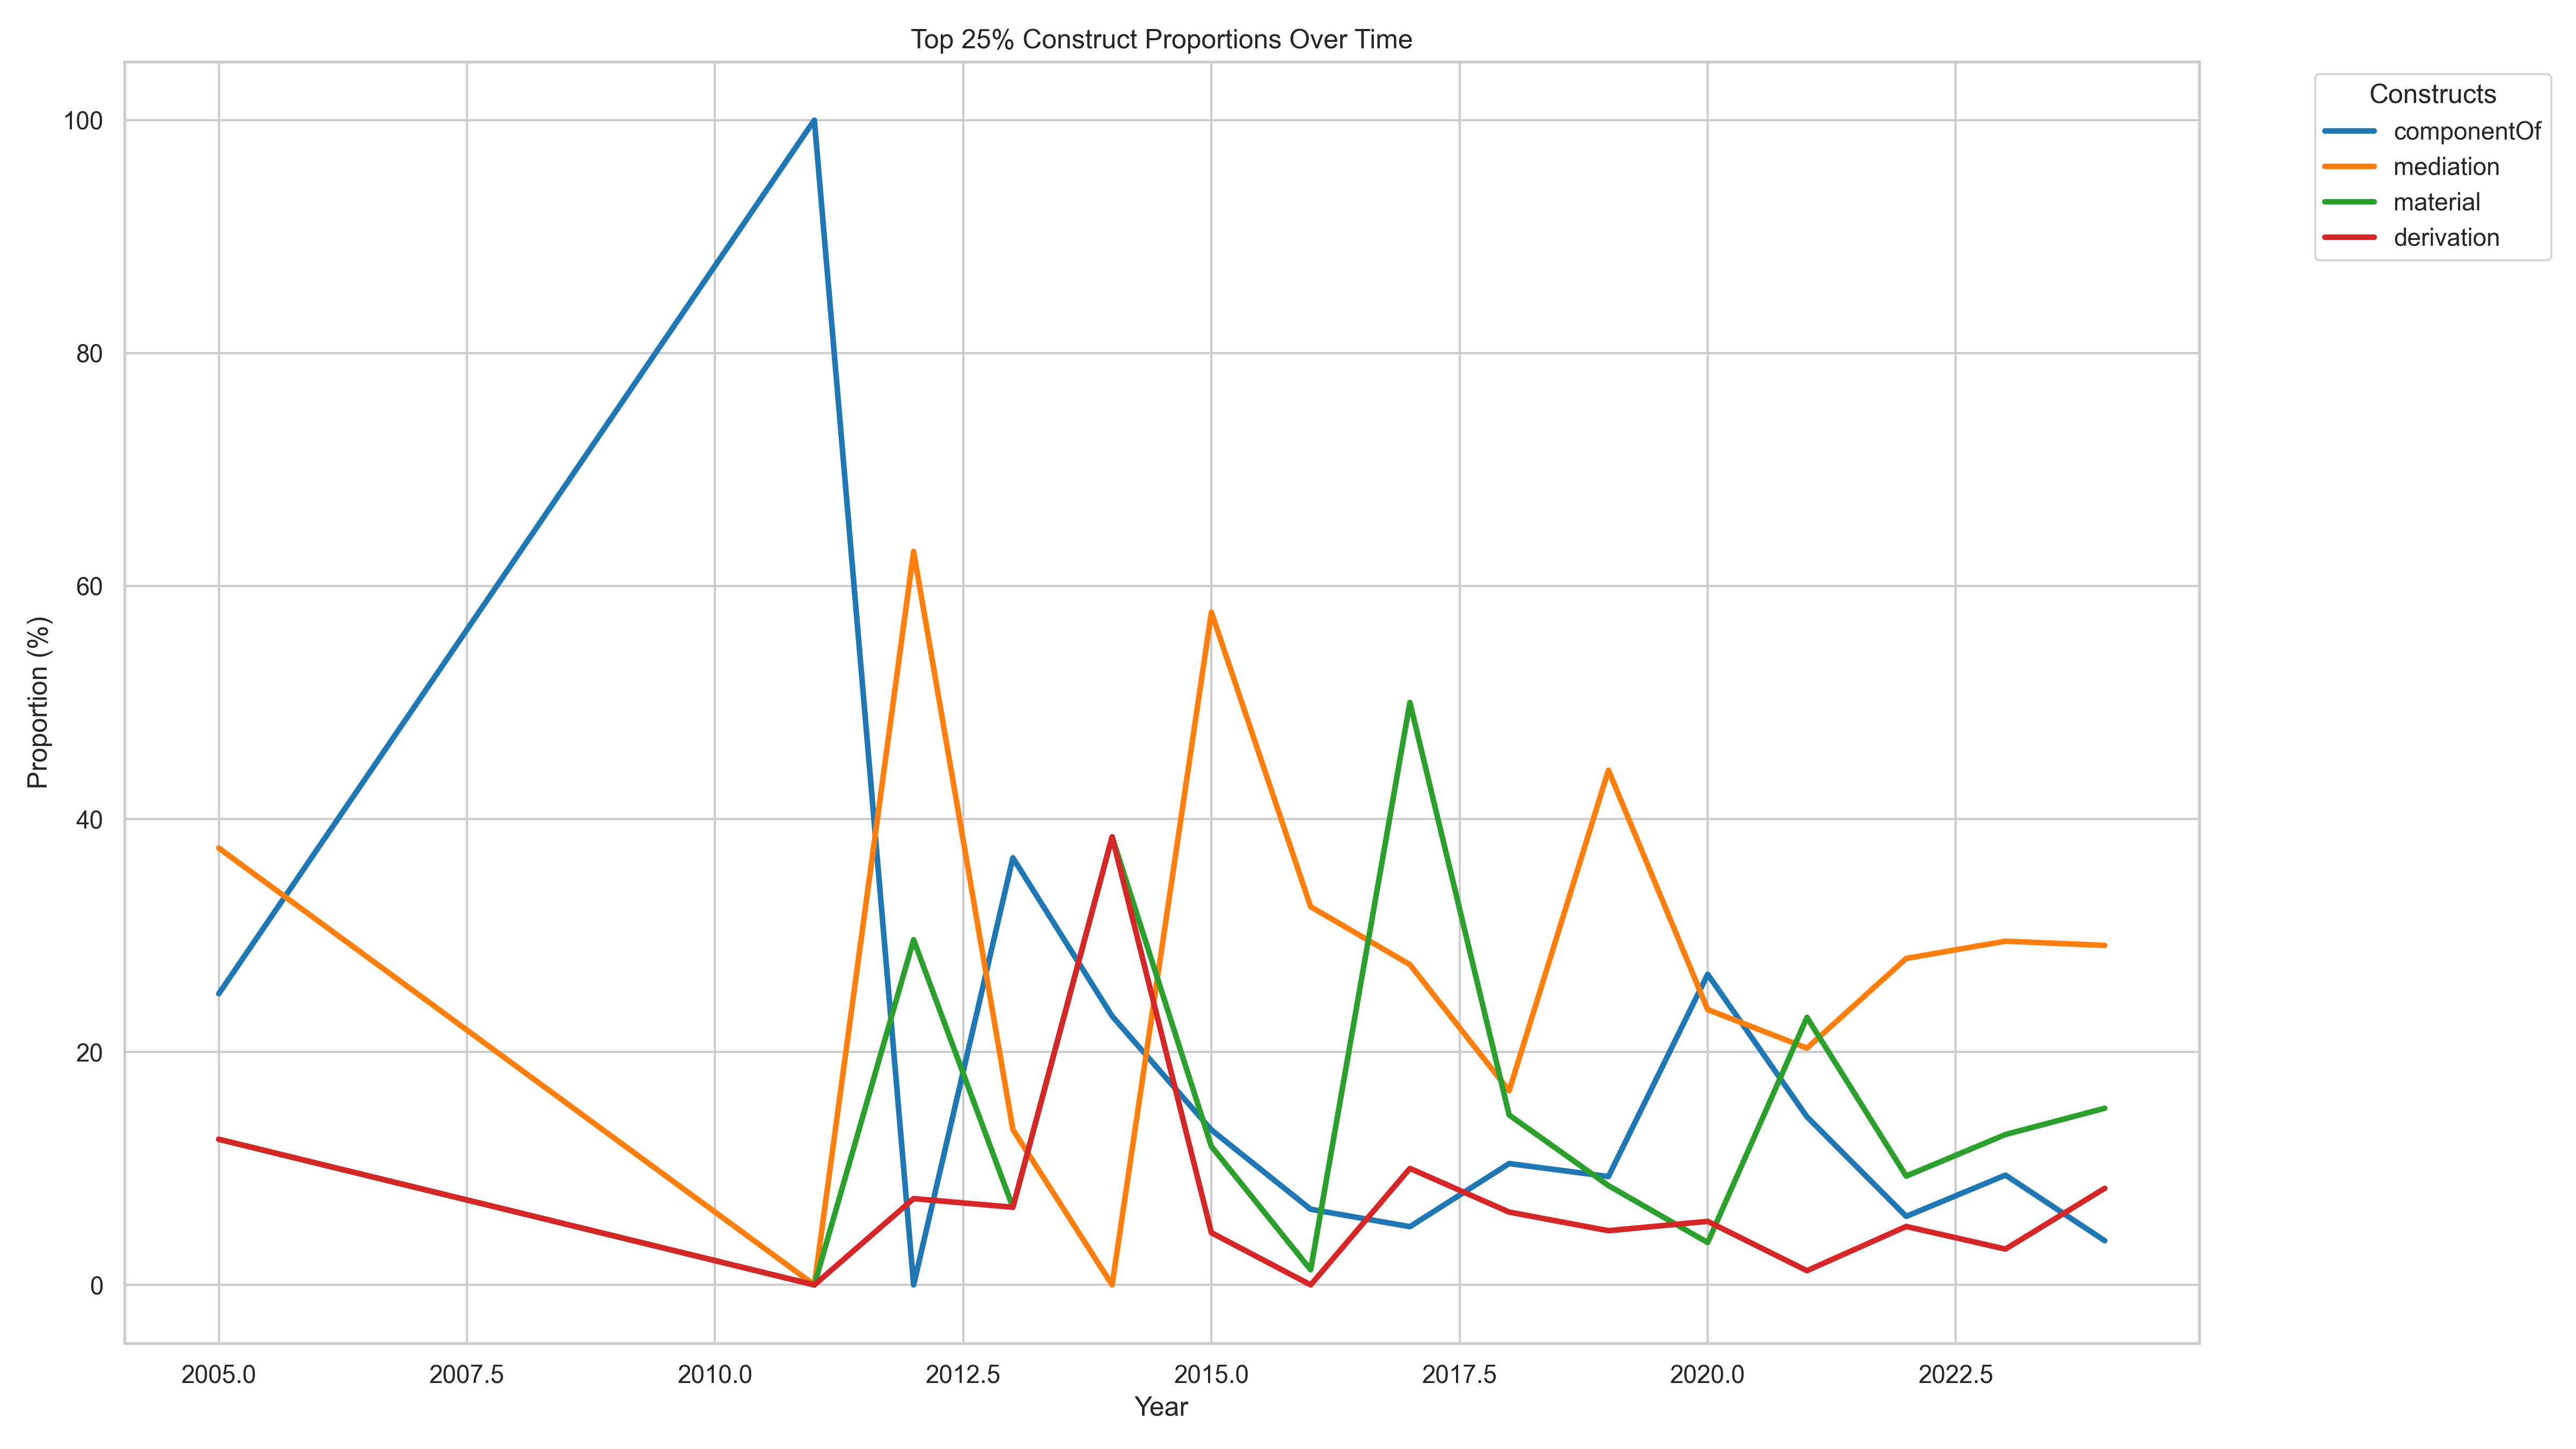 Top 25% Construct Proportions Over Time
Constructs
componentOf
mediation
material
derivation
Proportion (%)
100
80
60
40
20
0
2005.0 2007.5 2010.0 2012.5 2015.0 2017.5 2020.0 2022.5
Year